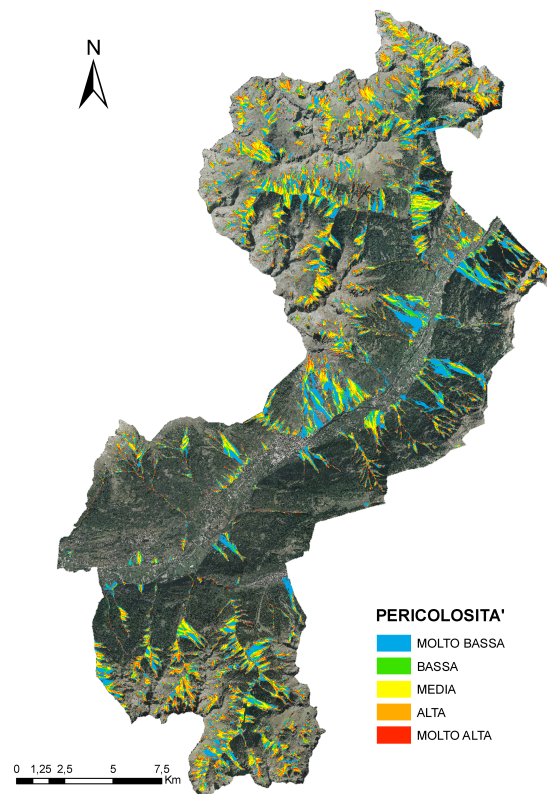 N
PERICOLOSITA'
MOLTO BASSA
BASSA
MEDIA
ALTA
MOLTO ALTA
0 1,25 2,5 5 7,5
Km